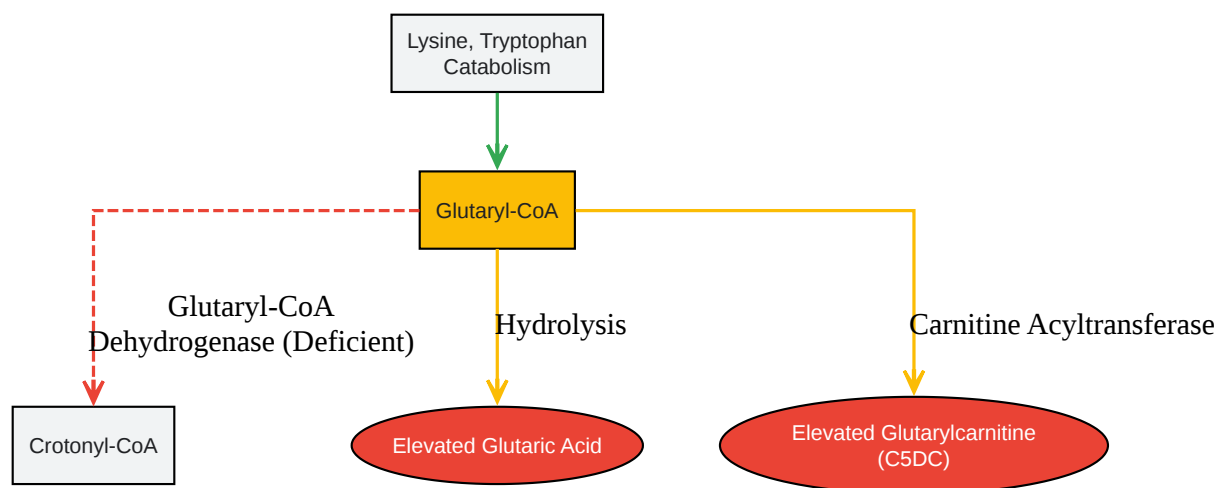 Lysine, Tryptophan
Catabolism
Glutaryl-CoA
Glutaryl-CoA
Dehydrogenase (Deficient)
Hydrolysis
Carnitine Acyltransferase
Crotonyl-CoA
Elevated Glutaric Acid
Elevated Glutarylcarnitine
(C5DC)